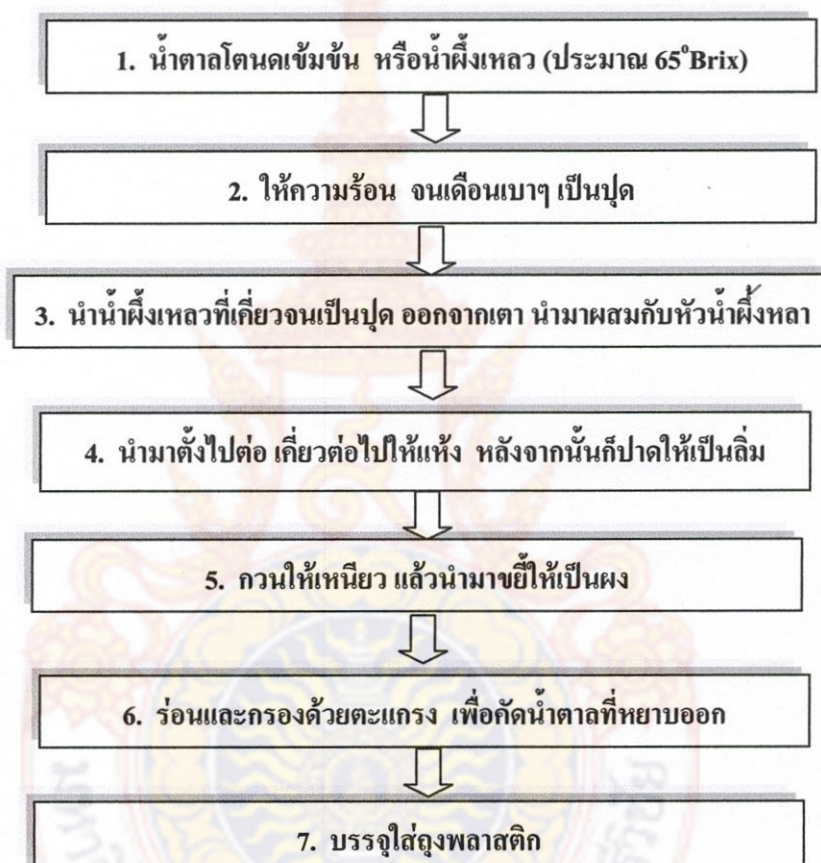 1. น้ำตาลโตนดเข้มข้น หรือน้ำผึ้งเหลว (ประมาณ 65⁰Brix)
2. ให้ความร้อน จนเดือนเบาๆ เป็นปุด
3. นำน้ำผึ้งเหลวที่เคี่ยวจนเป็นปุด ออกจากเตา นำมาผสมกับหัวน้ำผึ้งหลา
4. นำมาตั้งไปต่อ เคี่ยวต่อไปให้แห้ง หลังจากนั้นก็ปาดให้เป็นลิ่ม
5. กวนให้เหนียว แล้วนำมาขยี้ให้เป็นผง
6. ร่อนและกรองด้วยตะแกรง เพื่อคัดน้ำตาลที่หยาบออก
7. บรรจุใส่ถุงพลาสติก